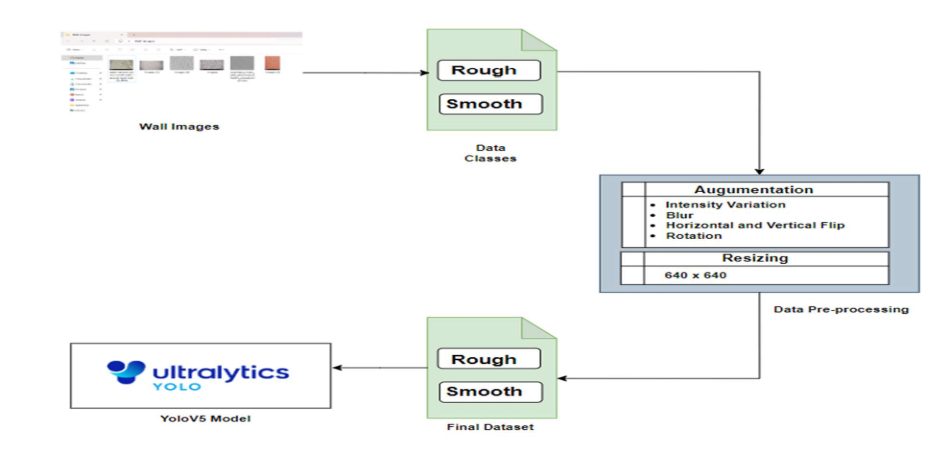 Wall Images
Rough
Smooth
Data
Classes
Augumentation
• Intensity Variation
• Blur
• Horizontal and Vertical Flip
• Rotation
Resizing
640 x 640
Data Pre-processing
Rough
Smooth
Final Dataset
ultralytics
YOLO
YoloV5 Model